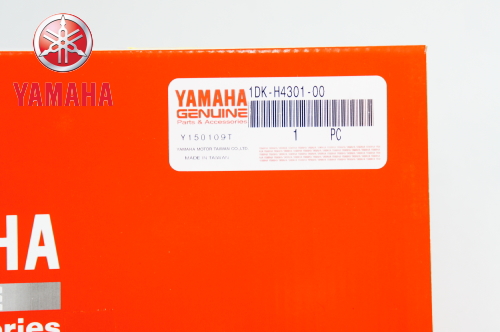 YAMAHA
YAMAHA
GENUINE
Parts & Accessories
1DK-H4301-00
1 PC
Y150109T
YAMAHA MOTOR TAIWAN CO.,LTD.
MADE IN TAIWAN
HA
ories